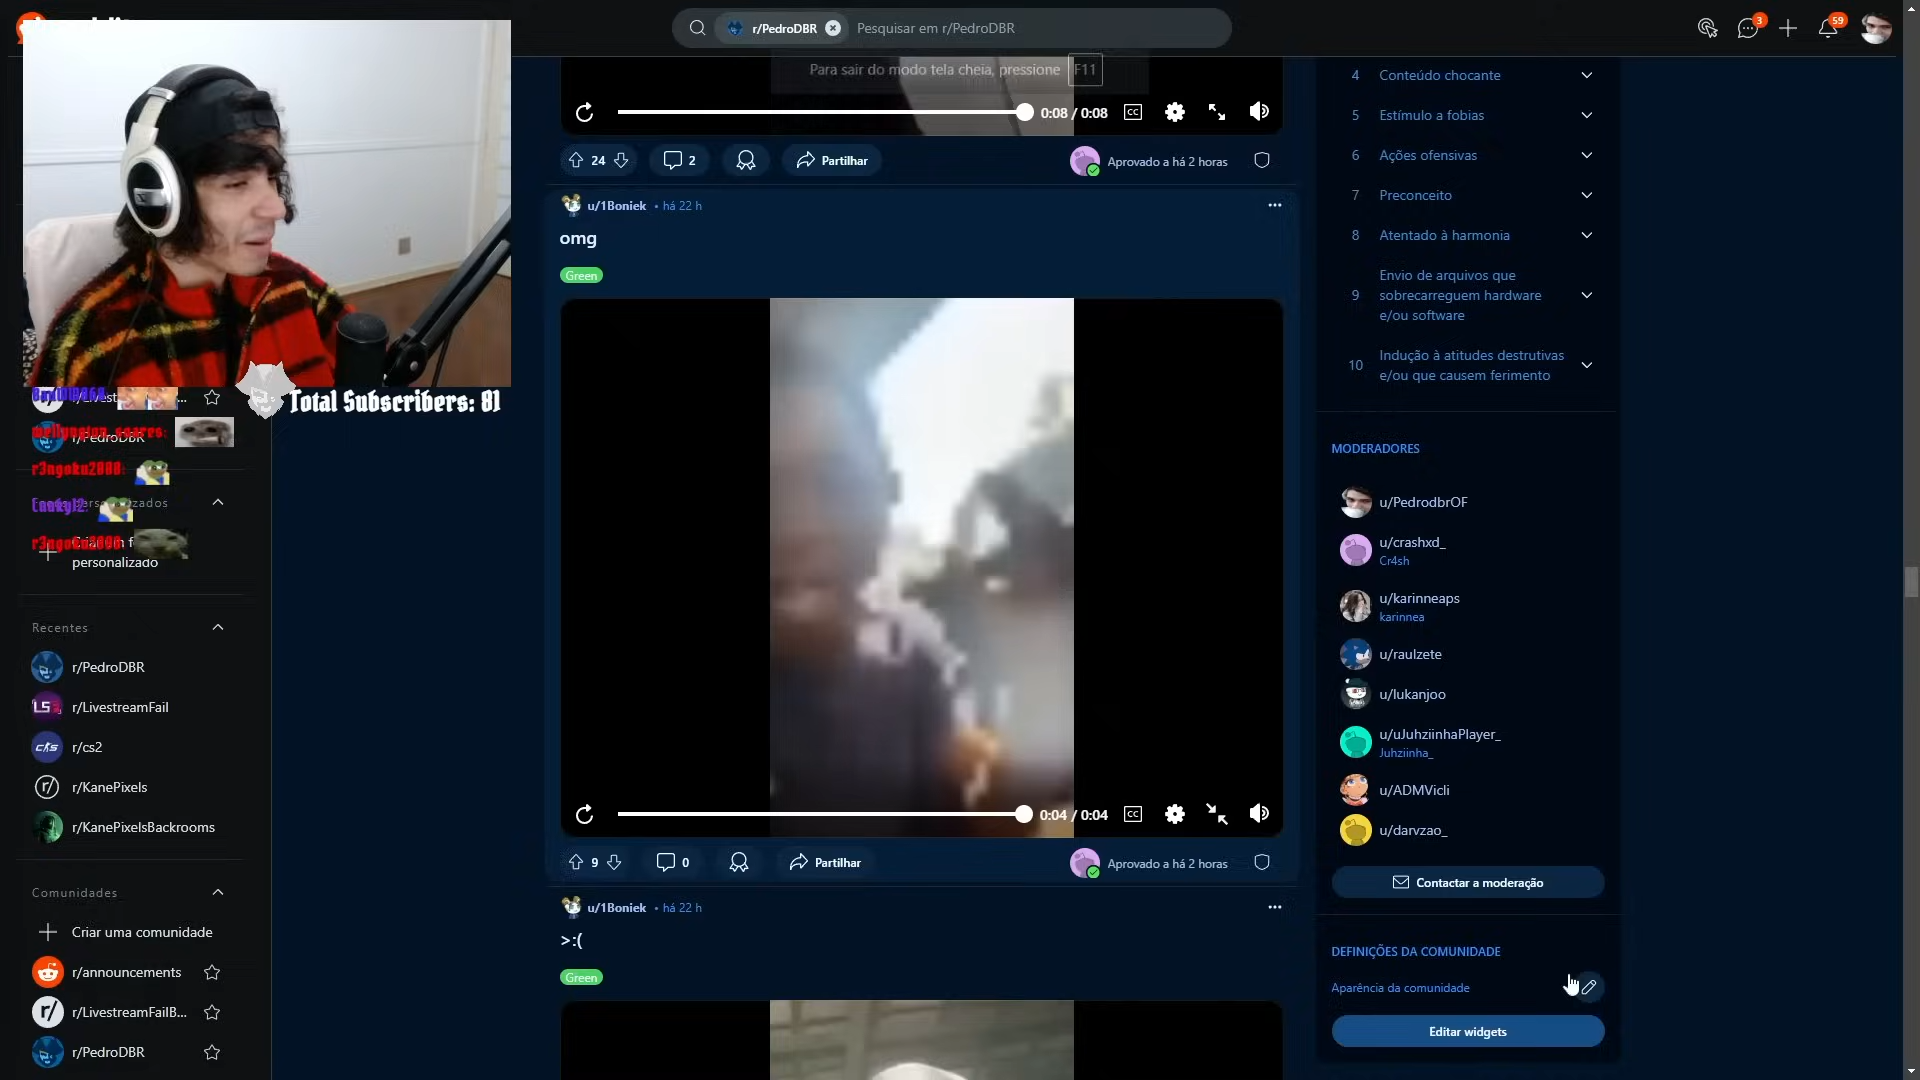 r/PedroDBR
Pesquisar em r/PedroDBR
3
59
Para sair do modo tela cheia, pressione F11
0:08 / 0:08
CC
24
2
Partilhar
Aprovado a há 2 horas
u/1Boniek • há 22 h
omg
Green
0:04 / 0:04
CC
9
0
Partilhar
Aprovado a há 2 horas
u/1Boniek • há 22 h
>:(
Green
Total Subscribers: 81
r/PedroDBR
r3ngoku2000:
personalizado
Recentes
r/PedroDBR
r/LivestreamFail
r/cs2
r/KanePixels
r/KanePixelsBackrooms
Comunidades
Criar uma comunidade
r/announcements
r/LivestreamFailB...
r/PedroDBR
4 Conteúdo chocante
5 Estímulo a fobias
6 Ações ofensivas
7 Preconceito
8 Atentado à harmonia
9 Envio de arquivos que
sobrecarreguem hardware
e/ou software
10 Indução à atitudes destrutivas
e/ou que causem ferimento
MODERADORES
u/PedrodbrOF
u/crashxd_
Cr4sh
u/karinneaps
karinnea
u/raulzete
u/lukanjoo
u/uJuhziinhaPlayer_
Juhziinha_
u/ADMVicli
u/darvzao_
Contactar a moderação
DEFINIÇÕES DA COMUNIDADE
Aparência da comunidade
Editar widgets